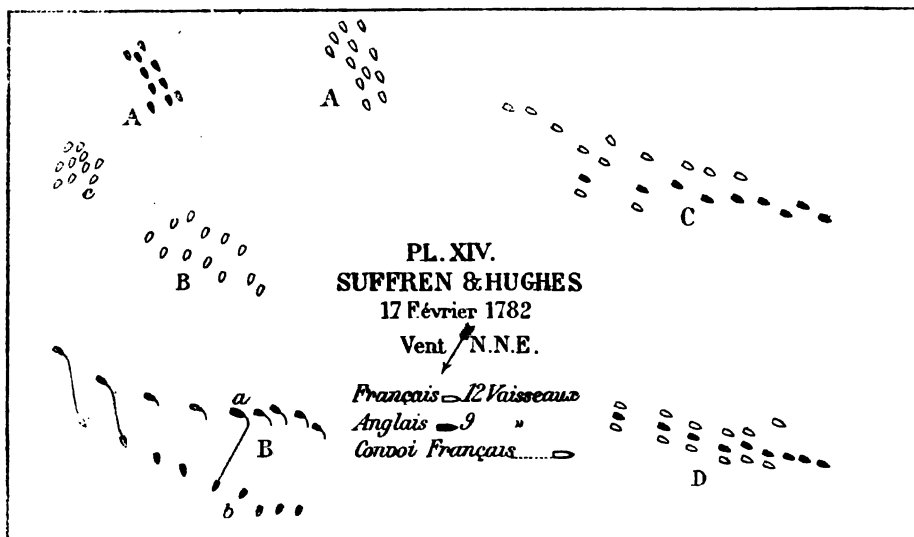 A
A
c
C
B
PL. XIV.
SUFFREN & HUGHES
17 Février 1782
Vent N.N.E.
Français 12 Vaisseaux
Anglais 9 "
Convoi Français
a
B
b
D